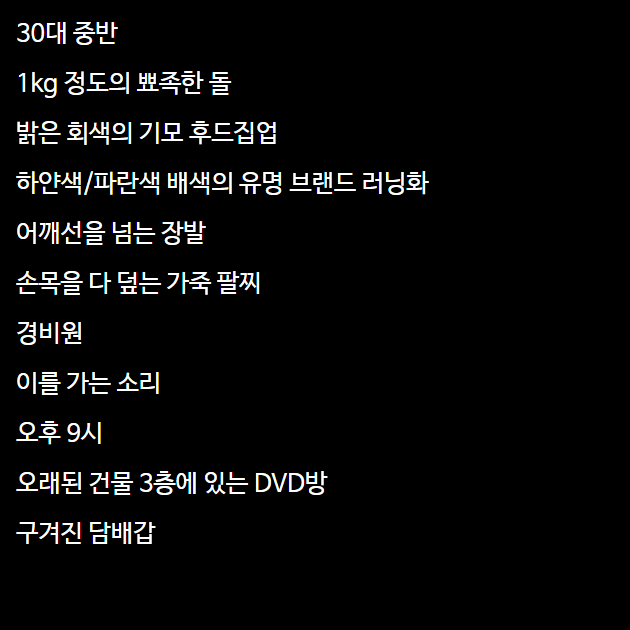 30대 중반
1kg 정도의 뾰족한 돌
밝은 회색의 기모 후드집업
하얀색/파란색 배색의 유명 브랜드 러닝화
어깨선을 넘는 장발
손목을 다 덮는 가죽 팔찌
경비원
이를 가는 소리
오후 9시
오래된 건물 3층에 있는 DVD방
구겨진 담배갑